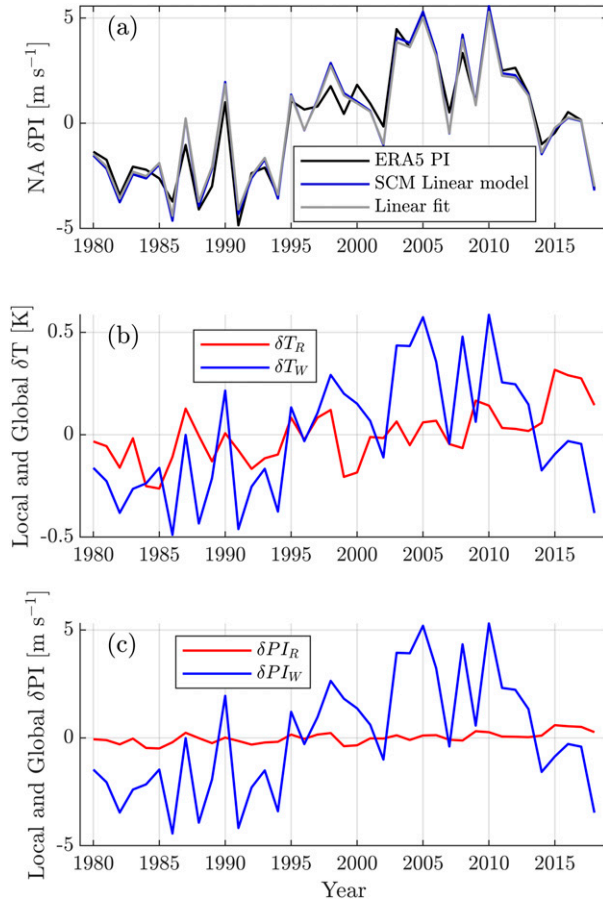 (a)
NA δPI [m s⁻¹]
5
0
-5
ERA5 PI
SCM Linear model
Linear fit
1980 1985 1990 1995 2000 2005 2010 2015
(b)
Local and Global δT [K]
0.5
0
-0.5
δT_R
δT_W
1980 1985 1990 1995 2000 2005 2010 2015
(c)
Local and Global δPI [m s⁻¹]
5
0
-5
δPI_R
δPI_W
1980 1985 1990 1995 2000 2005 2010 2015
Year